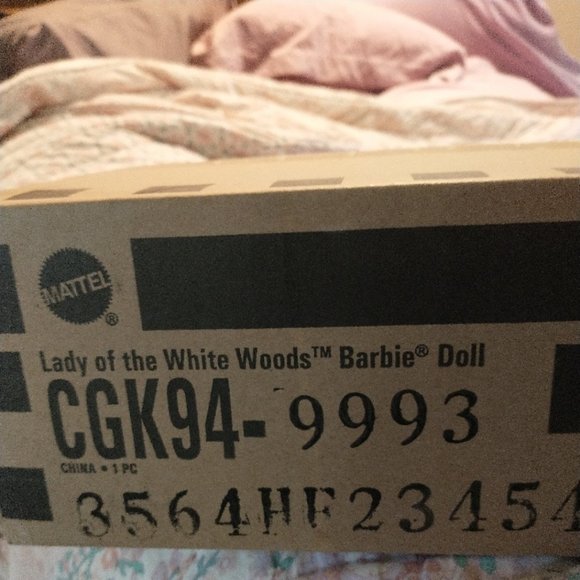 MATTEL
®
Lady of the White Woods™ Barbie® Doll
CGK94- 9993
CHINA • 1 PC
3564HF23454